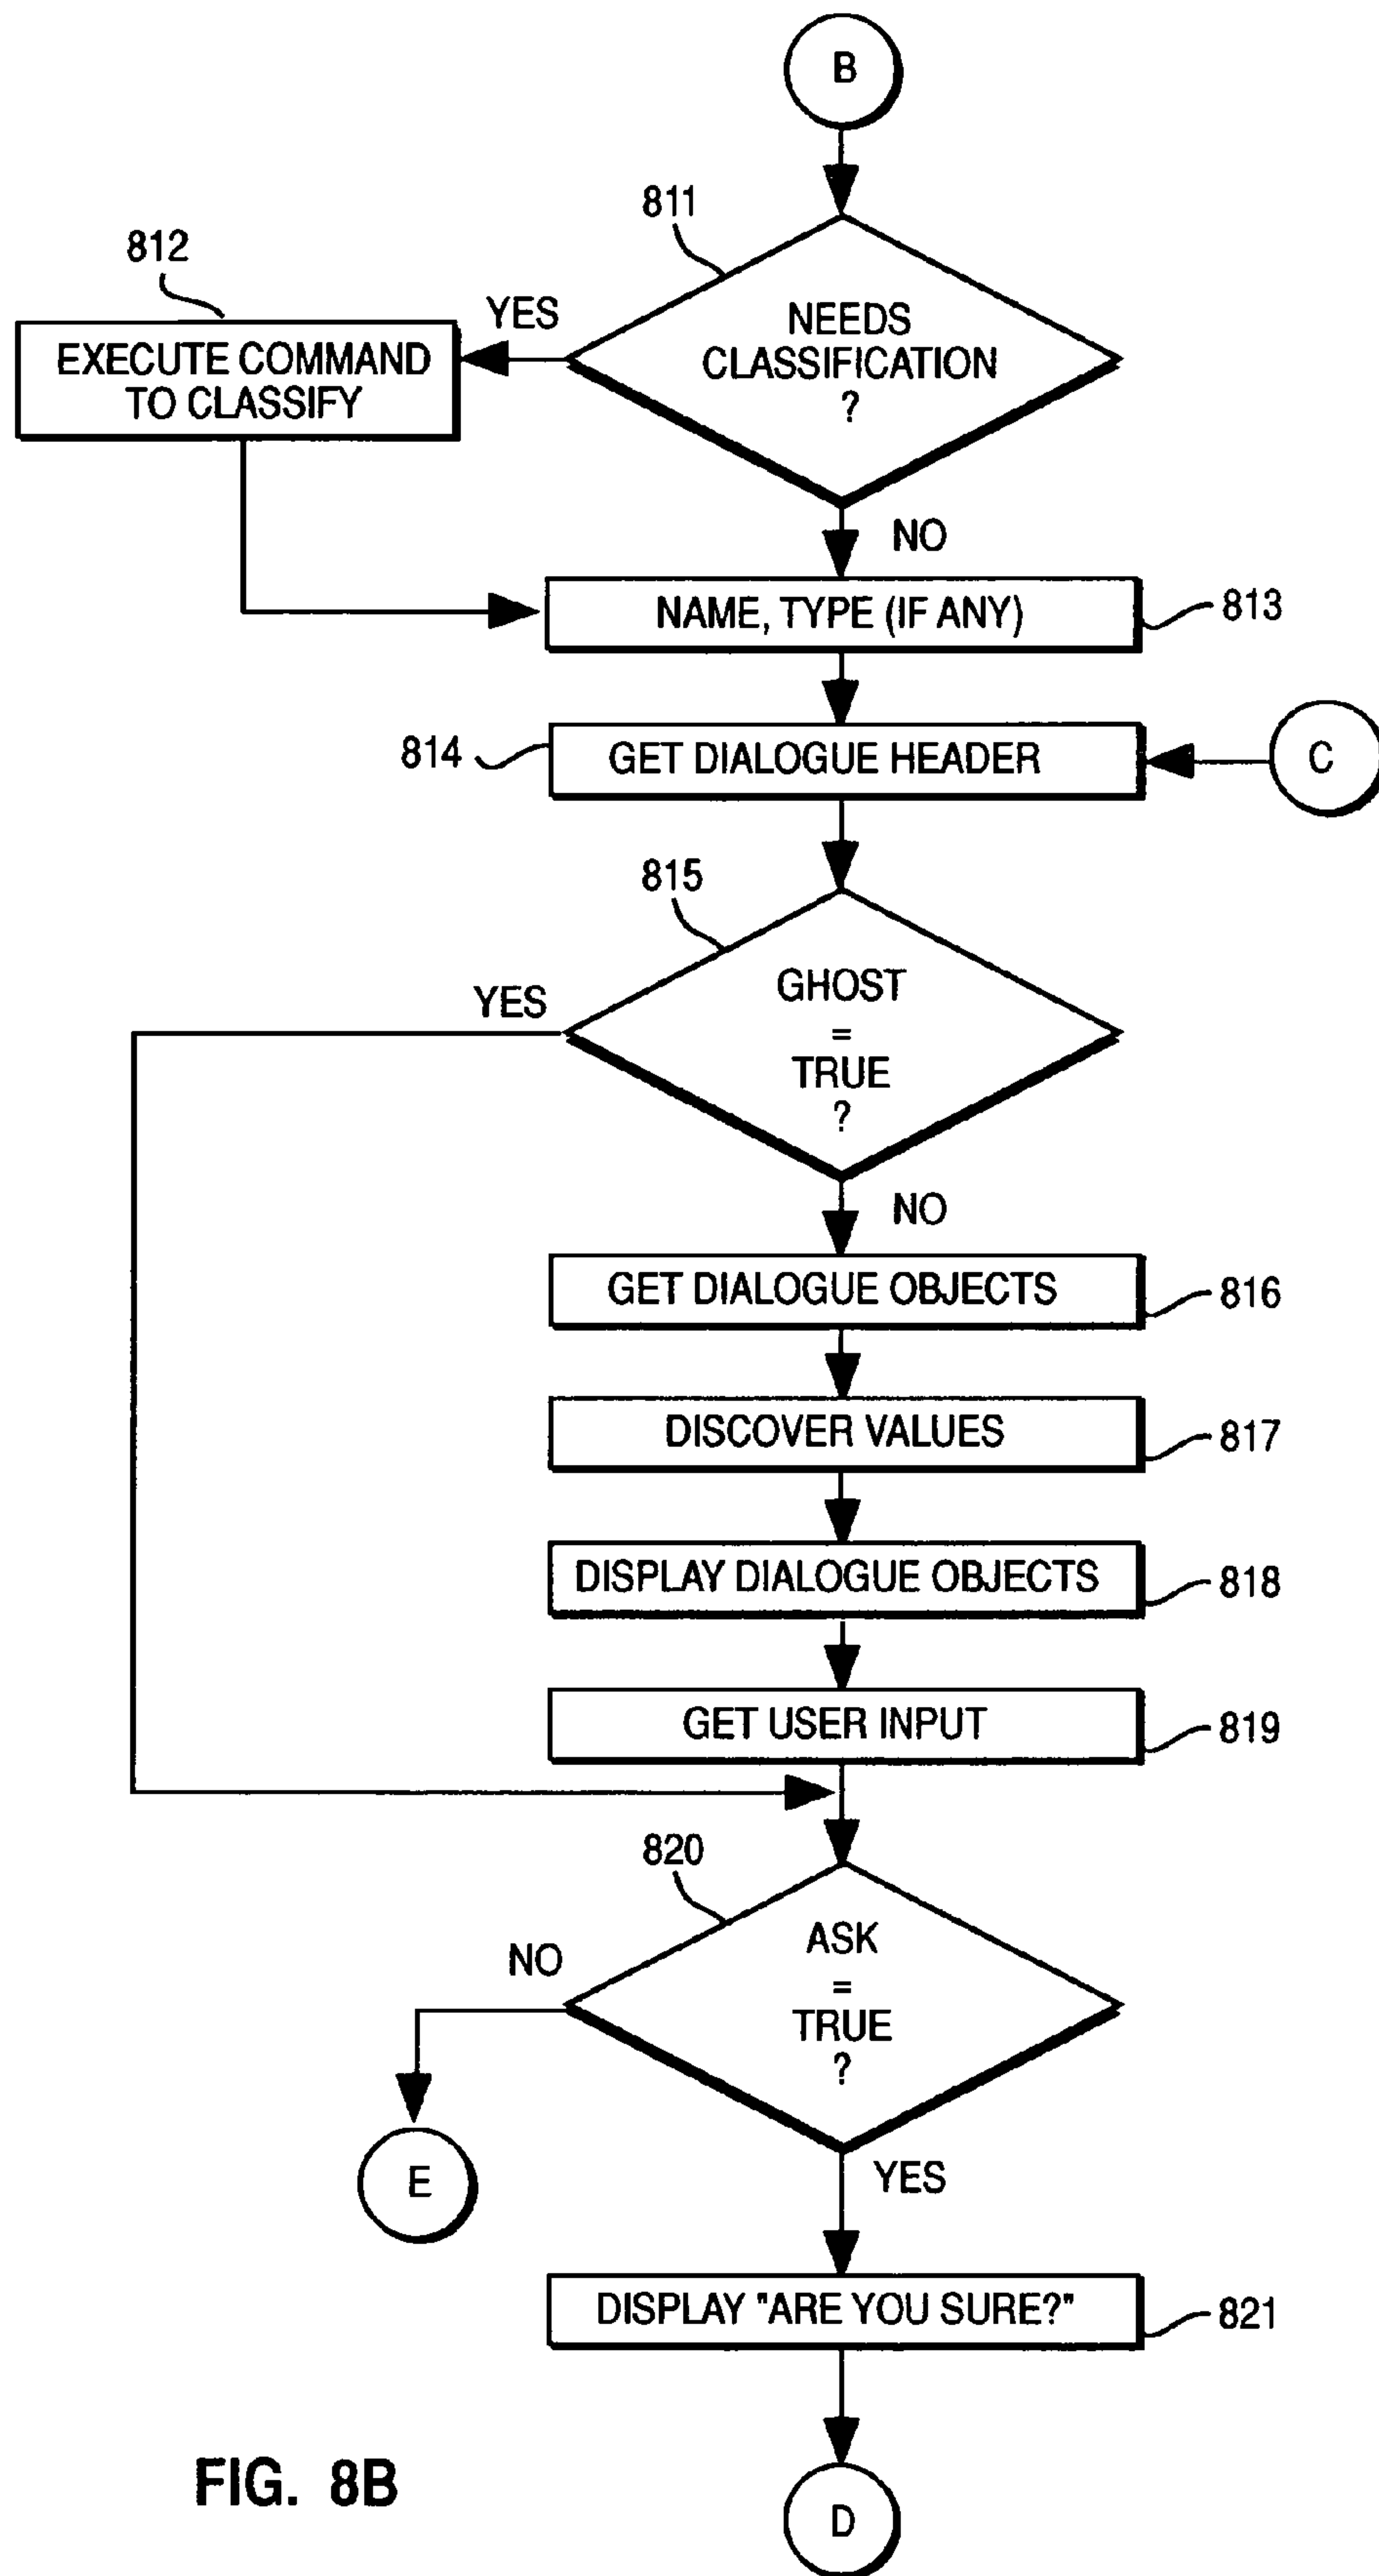 B
811
812
YES
NEEDS
CLASSIFICATION
?
EXECUTE COMMAND
TO CLASSIFY
NO
NAME, TYPE (IF ANY)
813
814
GET DIALOGUE HEADER
C
815
YES
GHOST
=
TRUE
?
NO
GET DIALOGUE OBJECTS
816
DISCOVER VALUES
817
DISPLAY DIALOGUE OBJECTS
818
GET USER INPUT
819
820
NO
ASK
=
TRUE
?
E
YES
DISPLAY "ARE YOU SURE?"
821
FIG. 8B
D